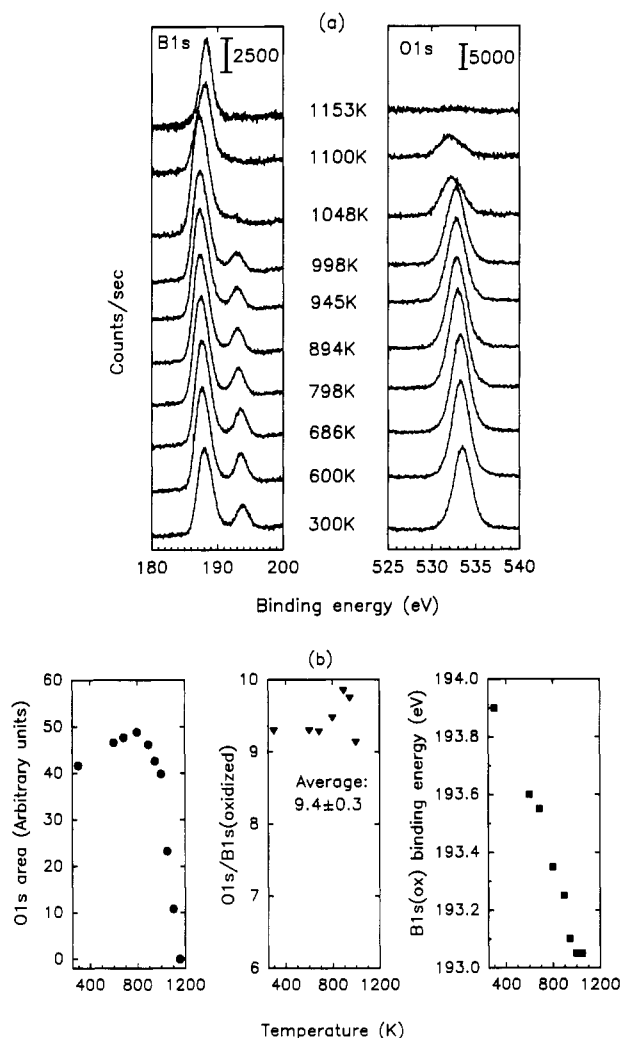 (a)
B1s
2500
O1s
5000
1153K
1100K
1048K
998K
945K
894K
798K
686K
600K
300K
Counts/sec
180 190 200
525 530 535 540
Binding energy (eV)
(b)
O1s area (Arbitrary units)
60
50
40
30
20
10
0
400 800 1200
O1s/B1s(oxidized)
10
9
8
7
6
Average:
9.4±0.3
400 800 1200
B1s(ox) binding energy (eV)
194.0
193.8
193.6
193.4
193.2
193.0
400 800 1200
Temperature (K)